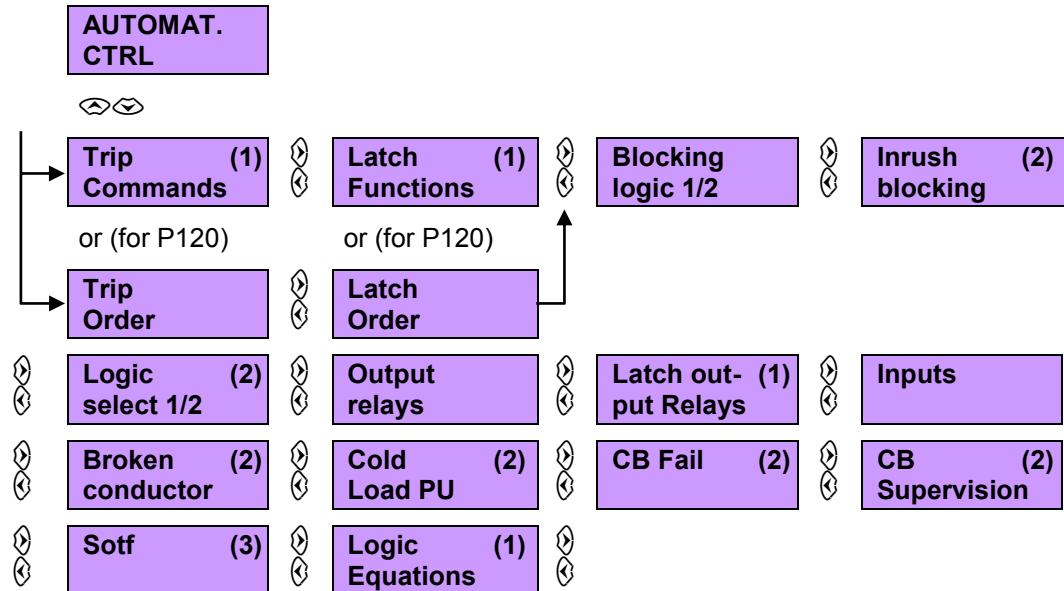 AUTOMAT.
CTRL
Trip (1)
Commands
Latch (1)
Functions
Blocking
logic 1/2
Inrush (2)
blocking
or (for P120)
or (for P120)
Trip
Order
Latch
Order
Logic (2)
select 1/2
Output
relays
Latch out- (1)
put Relays
Inputs
Broken (2)
conductor
Cold (2)
Load PU
CB Fail (2)
CB (2)
Supervision
Sotf (3)
Logic (1)
Equations